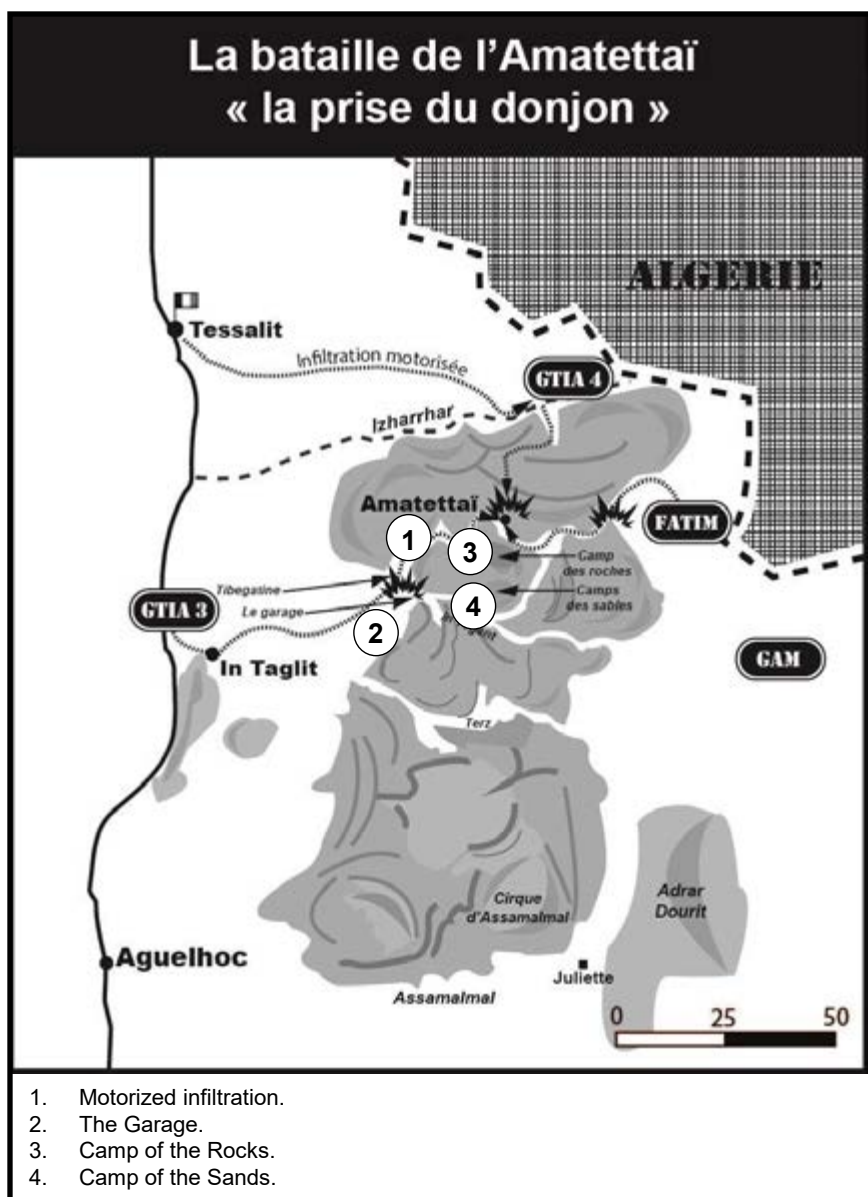 La bataille de l'Amatettaï
« la prise du donjon »
ALGERIE
Tessalit
Infiltration motorisée
GTIA 4
Izharrhar
Amatettaï
FATIM
1
3
Camp
des roches
Tibegatine
Le garage
Camps
des sables
GTIA 3
4
2
In Taglit
GAM
Terz
Cirque
d'Assamalmal
Adrar
Dourit
Aguelhoc
Juliette
Assamalmal
0 25 50
1. Motorized infiltration.
2. The Garage.
3. Camp of the Rocks.
4. Camp of the Sands.